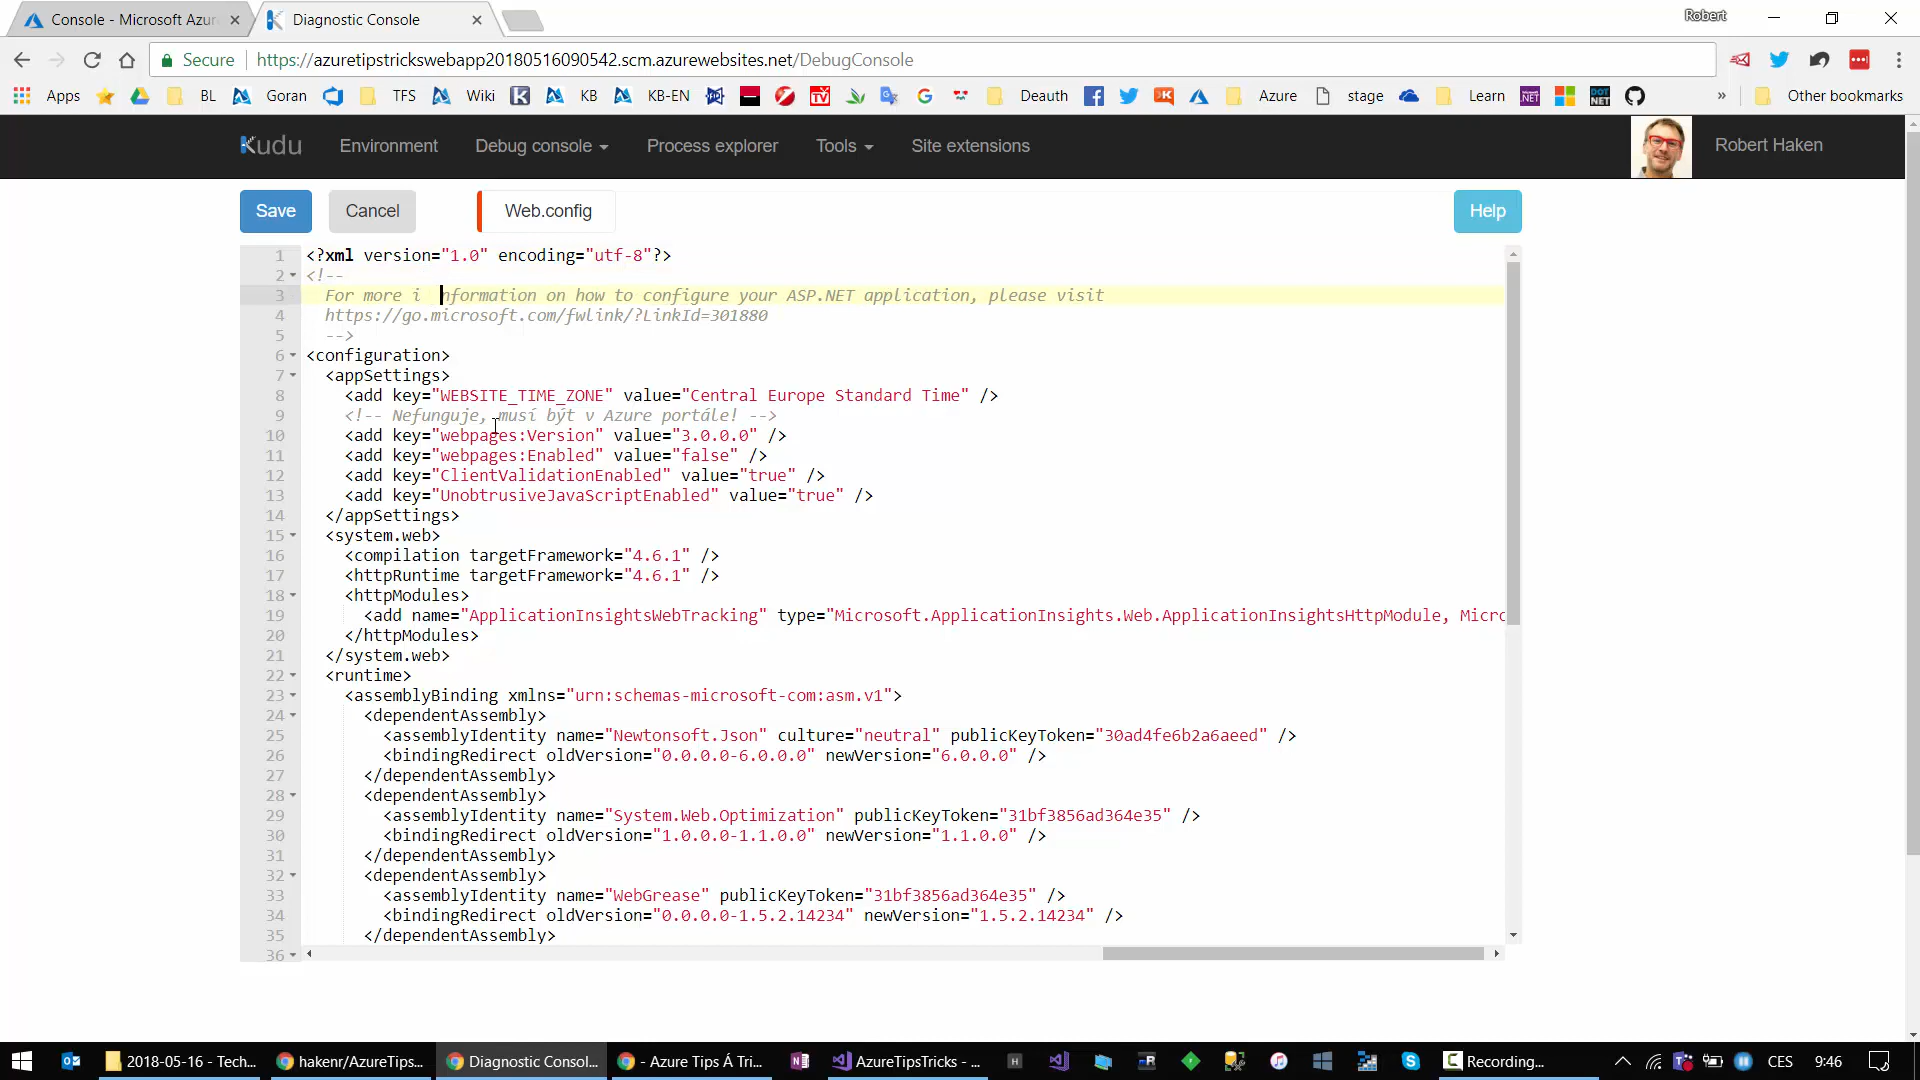 Console - Microsoft Azur
Diagnostic Console
Robert
Secure
https://azuretipstrickswebapp20180516090542.scm.azurewebsites.net/DebugConsole
Apps BL Goran TFS Wiki KB KB-EN Deauth Azure stage Learn » Other bookmarks
Kudu Environment Debug console Process explorer Tools Site extensions Robert Haken
Save Cancel Web.config Help
1 <?xml version="1.0" encoding="utf-8"?>
2 <!--
3 For more i  nformation on how to configure your ASP.NET application, please visit
4 https://go.microsoft.com/fwlink/?LinkId=301880
5 -->
6 <configuration>
7 <appSettings>
8 <add key="WEBSITE_TIME_ZONE" value="Central Europe Standard Time" />
9 <!-- Nefunguje, musí být v Azure portále! -->
10 <add key="webpages:Version" value="3.0.0.0" />
11 <add key="webpages:Enabled" value="false" />
12 <add key="ClientValidationEnabled" value="true" />
13 <add key="UnobtrusiveJavaScriptEnabled" value="true" />
14 </appSettings>
15 <system.web>
16 <compilation targetFramework="4.6.1" />
17 <httpRuntime targetFramework="4.6.1" />
18 <httpModules>
19 <add name="ApplicationInsightsWebTracking" type="Microsoft.ApplicationInsights.Web.ApplicationInsightsHttpModule, Micro
20 </httpModules>
21 </system.web>
22 <runtime>
23 <assemblyBinding xmlns="urn:schemas-microsoft-com:asm.v1">
24 <dependentAssembly>
25 <assemblyIdentity name="Newtonsoft.Json" culture="neutral" publicKeyToken="30ad4fe6b2a6aeed" />
26 <bindingRedirect oldVersion="0.0.0.0-6.0.0.0" newVersion="6.0.0.0" />
27 </dependentAssembly>
28 <dependentAssembly>
29 <assemblyIdentity name="System.Web.Optimization" publicKeyToken="31bf3856ad364e35" />
30 <bindingRedirect oldVersion="1.0.0.0-1.1.0.0" newVersion="1.1.0.0" />
31 </dependentAssembly>
32 <dependentAssembly>
33 <assemblyIdentity name="WebGrease" publicKeyToken="31bf3856ad364e35" />
34 <bindingRedirect oldVersion="0.0.0.0-1.5.2.14234" newVersion="1.5.2.14234" />
35 </dependentAssembly>
36
2018-05-16 - Tech... hakenr/AzureTips... Diagnostic Consol... - Azure Tips Á Tri... AzureTipsTricks - ... Recording... CES 9:46